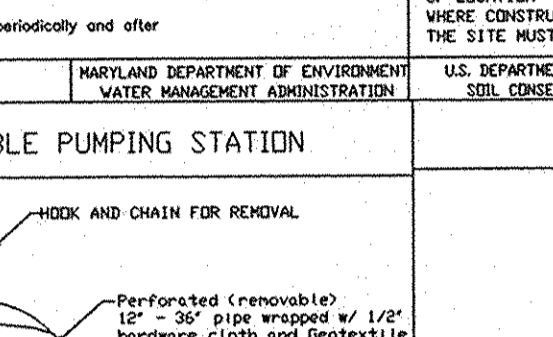 periodically and after
WHERE CONSTRU
THE SITE MUST
MARYLAND DEPARTMENT OF ENVIRONMENT
WATER MANAGEMENT ADMINISTRATION
U.S. DEPARTME
SOIL CONSE
BLE PUMPING STATION
HOOK AND CHAIN FOR REMOVAL
Perforated (removable)
12" - 36" pipe wrapped w/ 1/2"
hardware cloth and Geotextile